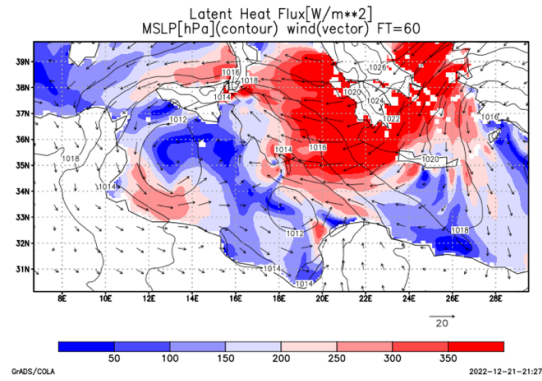 Latent Heat Flux[W/m**2]
MSLP[hPa](contour) wind(vector) FT=60
39N
38N
37N
36N
35N
34N
33N
32N
31N
1016
1018
1014
1012
1026
1020
1024
1022
1016
1018
1014
1016
1020
1014
1012
1018
1014
1014
8E 10E 12E 14E 16E 18E 20E 22E 24E 26E 28E
20
50 100 150 200 250 300 350
GrADS/COLA
2022-12-21-21:27